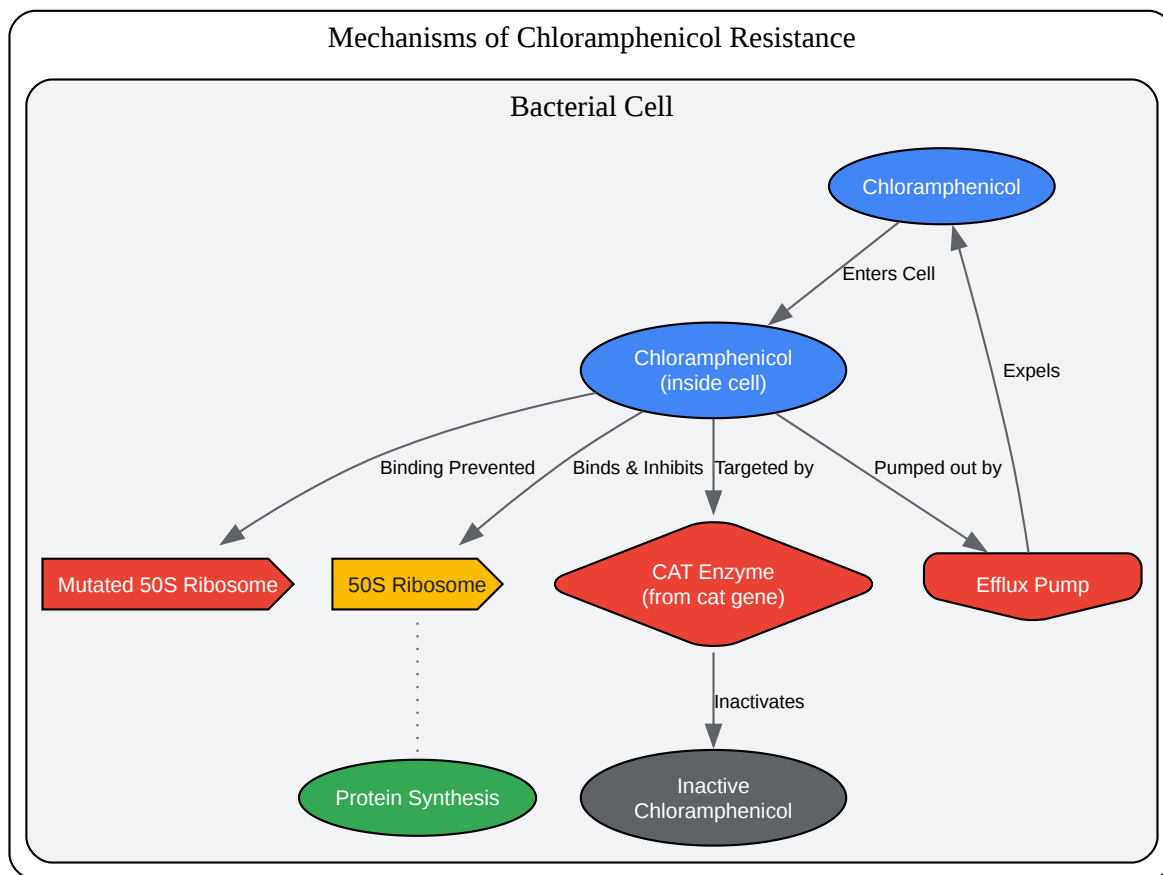 Mechanisms of Chloramphenicol Resistance
Bacterial Cell
Chloramphenicol
Enters Cell
Chloramphenicol
(inside cell)
Expels
Binding Prevented
Binds & Inhibits
Targeted by
Pumped out by
Mutated 50S Ribosome
50S Ribosome
CAT Enzyme
(from cat gene)
Efflux Pump
Inactivates
Protein Synthesis
Inactive
Chloramphenicol